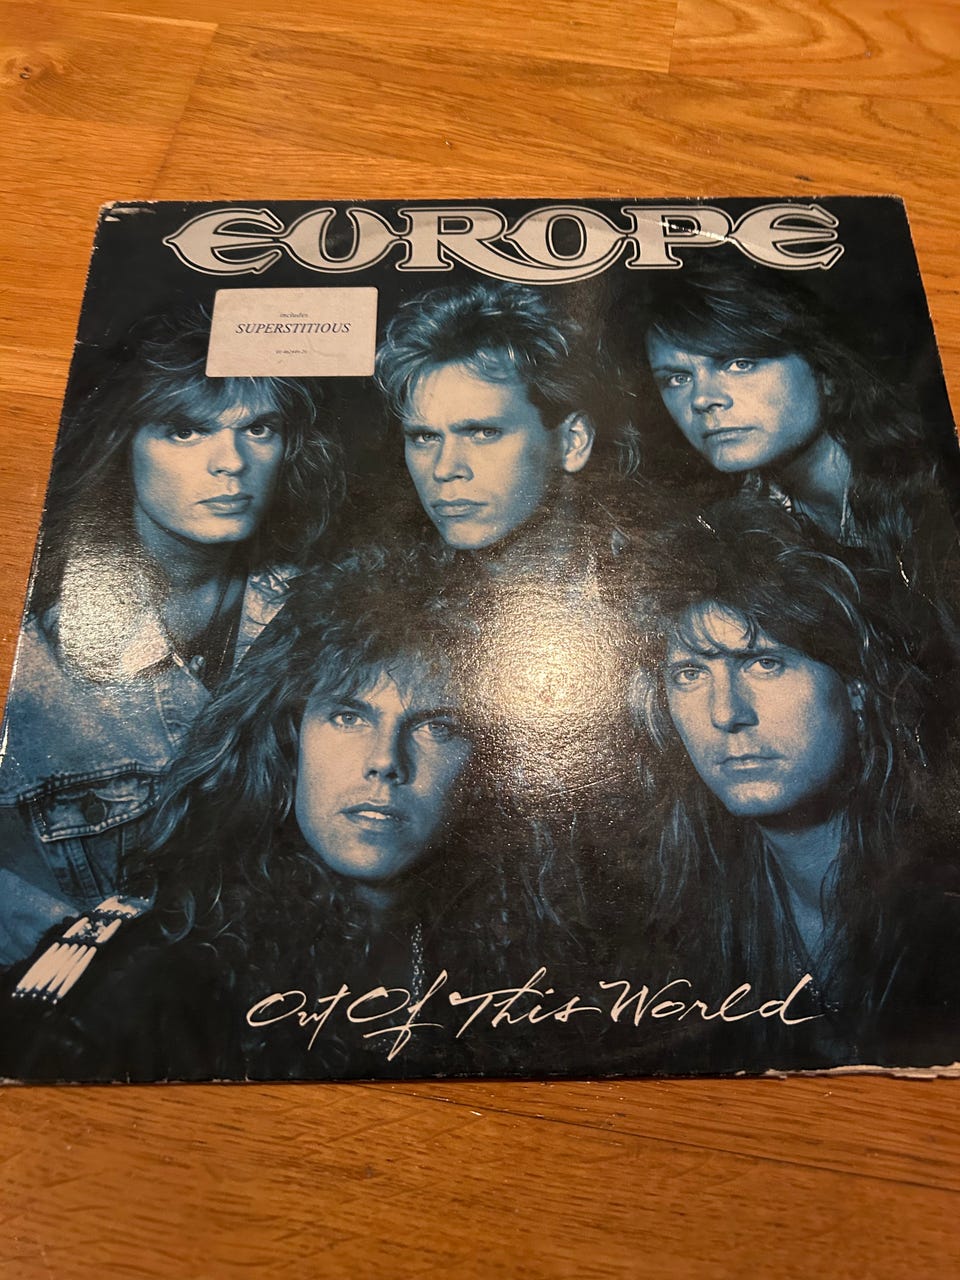 EUROPE
includes
SUPERSTITIOUS
Out Of This World